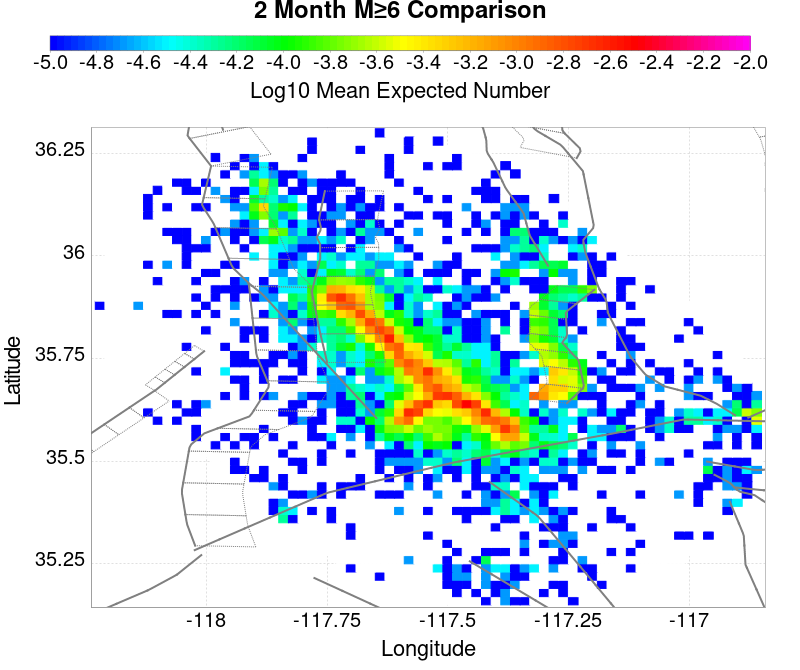 2 Month M≥6 Comparison
-5.0 -4.8 -4.6 -4.4 -4.2 -4.0 -3.8 -3.6 -3.4 -3.2 -3.0 -2.8 -2.6 -2.4 -2.2 -2.0
Log10 Mean Expected Number
36.25
36
35.75
35.5
35.25
Latitude
-118 -117.75 -117.5 -117.25 -117
Longitude